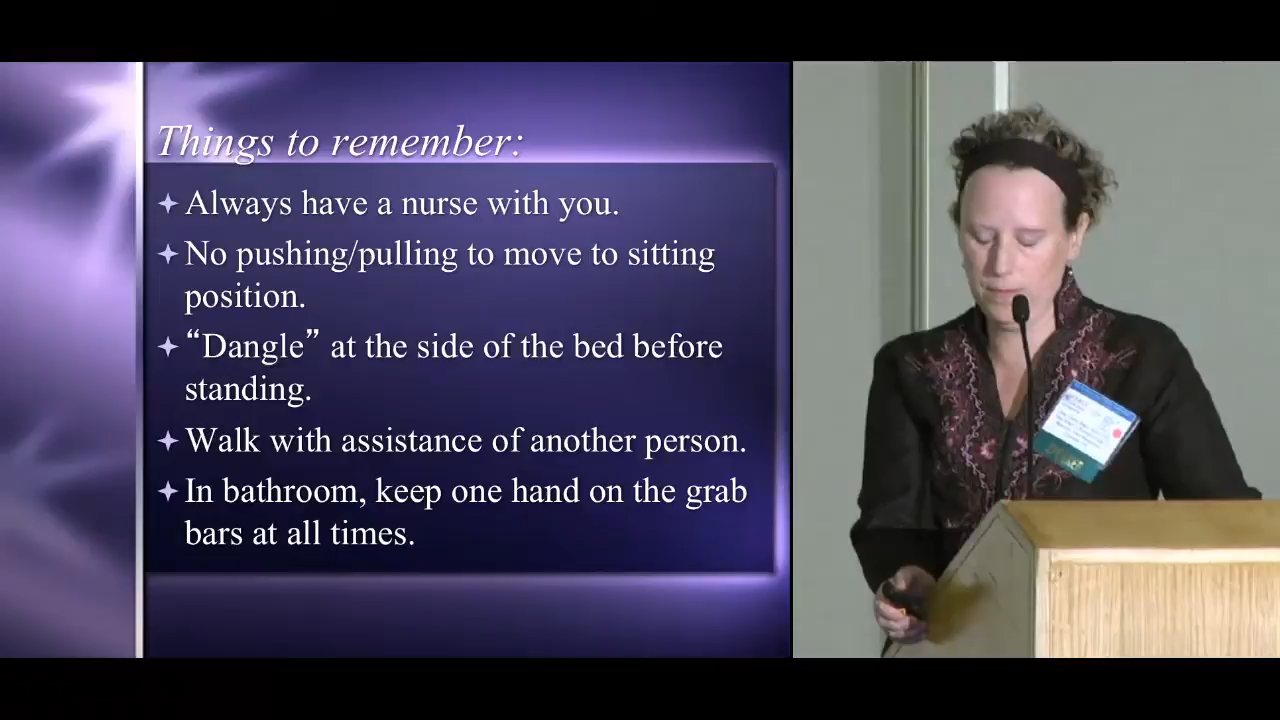 Things to remember:
Always have a nurse with you.
No pushing/pulling to move to sitting
position.
“Dangle” at the side of the bed before
standing.
Walk with assistance of another person.
In bathroom, keep one hand on the grab
bars at all times.